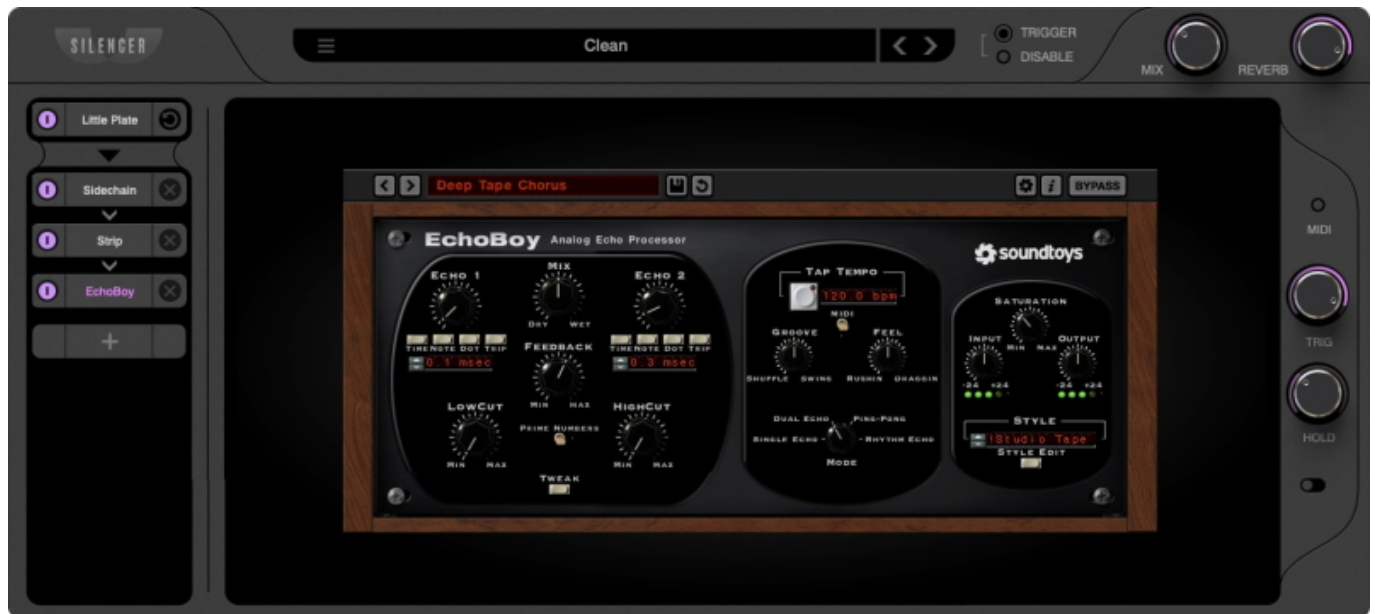 SILENCER
Clean
TRIGGER
DISABLE
MIX
REVERB
Little Plate
Sidechain
Strip
EchoBoy
+
Deep Tape Chorus
i
BYPASS
EchoBoy Analog Echo Processor
soundtoys
ECHO 1
MIX
ECHO 2
DRY WET
TIME NOTE DOT TRIP
FEEDBACK
TIME NOTE DOT TRIP
0.1 msec
0.3 msec
MIN MAX
LOWCUT
HIGHCUT
PRIME NUMBERS
MIN MAX
MIN MAX
TWEAK
TAP TEMPO
120.0 bpm
MIDI
GROOVE
FEEL
SHUFFLE SWING
RUSHIN DRAGGIN
DUAL ECHO
PING-PONG
SINGLE ECHO
RHYTHM ECHO
MODE
SATURATION
INPUT
MIN MAX
OUTPUT
-24 +24
-24 +24
STYLE
!Studio Tape
STYLE EDIT
MIDI
TRIG
HOLD